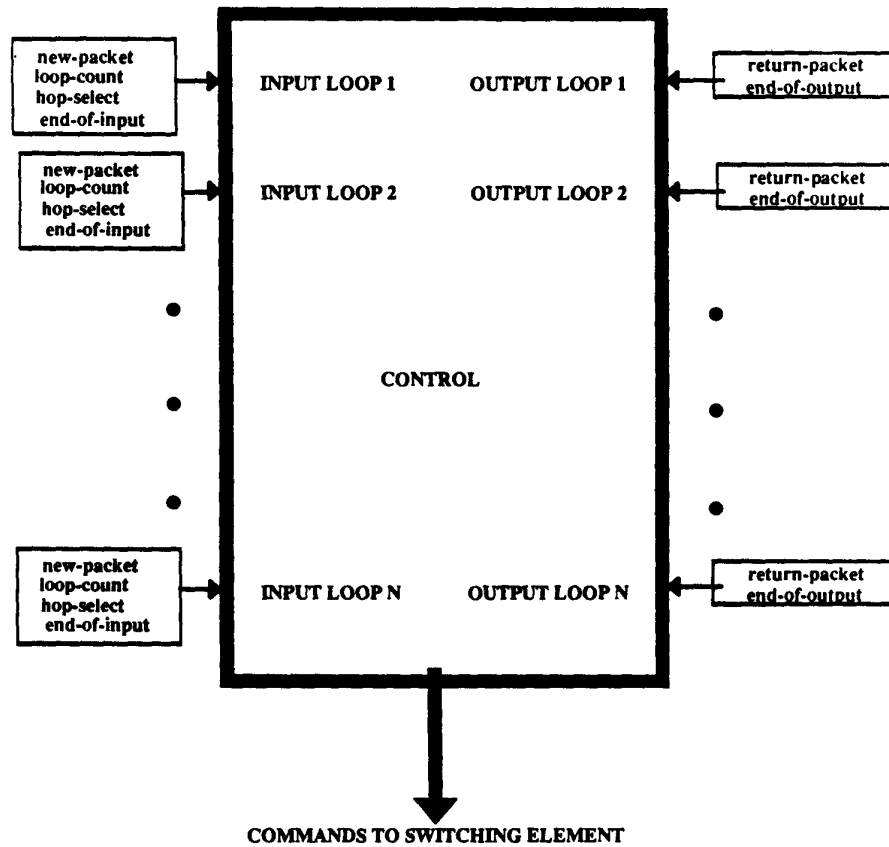 new-packet
loop-count
hop-select
end-of-input
INPUT LOOP 1
OUTPUT LOOP 1
return-packet
end-of-output
new-packet
loop-count
hop-select
end-of-input
INPUT LOOP 2
OUTPUT LOOP 2
return-packet
end-of-output
CONTROL
new-packet
loop-count
hop-select
end-of-input
INPUT LOOP N
OUTPUT LOOP N
return-packet
end-of-output
COMMANDS TO SWITCHING ELEMENT